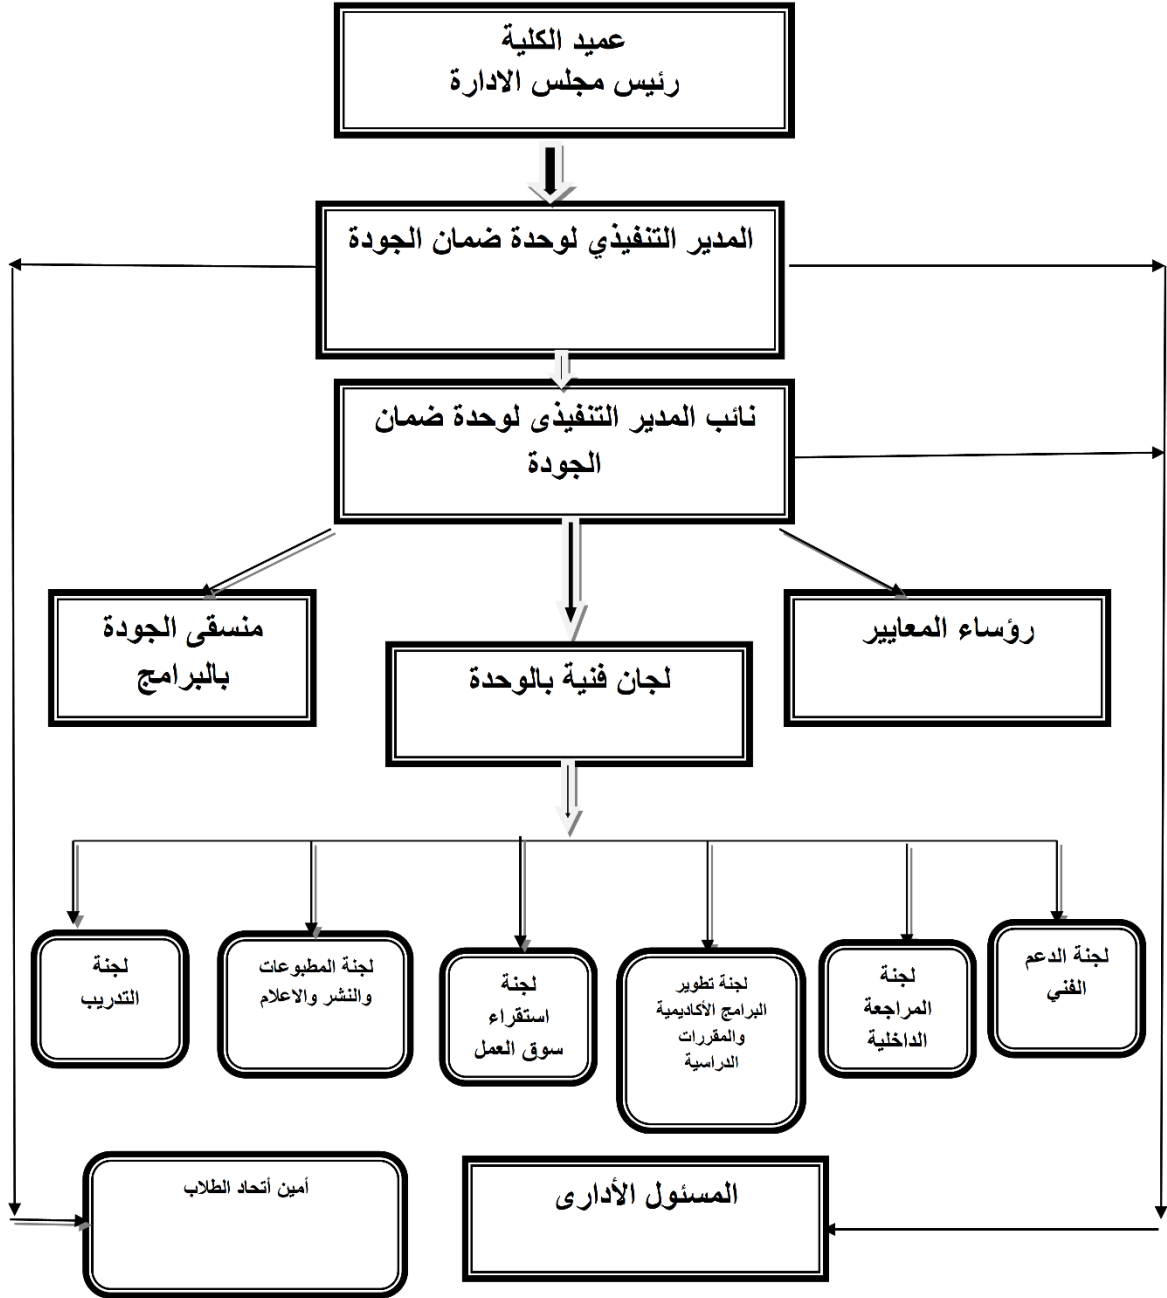 عميد الكلية
رئيس مجلس الادارة
المدير التنفيذي لوحدة ضمان الجودة
نائب المدير التنفيذى لوحدة ضمان
الجودة
رؤساء المعايير
لجان فنية بالوحدة
منسقى الجودة
بالبرامج
لجنة الدعم
الفني
لجنة
المراجعة
الداخلية
لجنة تطوير
البرامج الأكاديمية
والمقررات
الدراسية
لجنة
استقراء
سوق العمل
لجنة المطبوعات
والنشر والاعلام
لجنة
التدريب
المسئول الأدارى
أمين أتحاد الطلاب